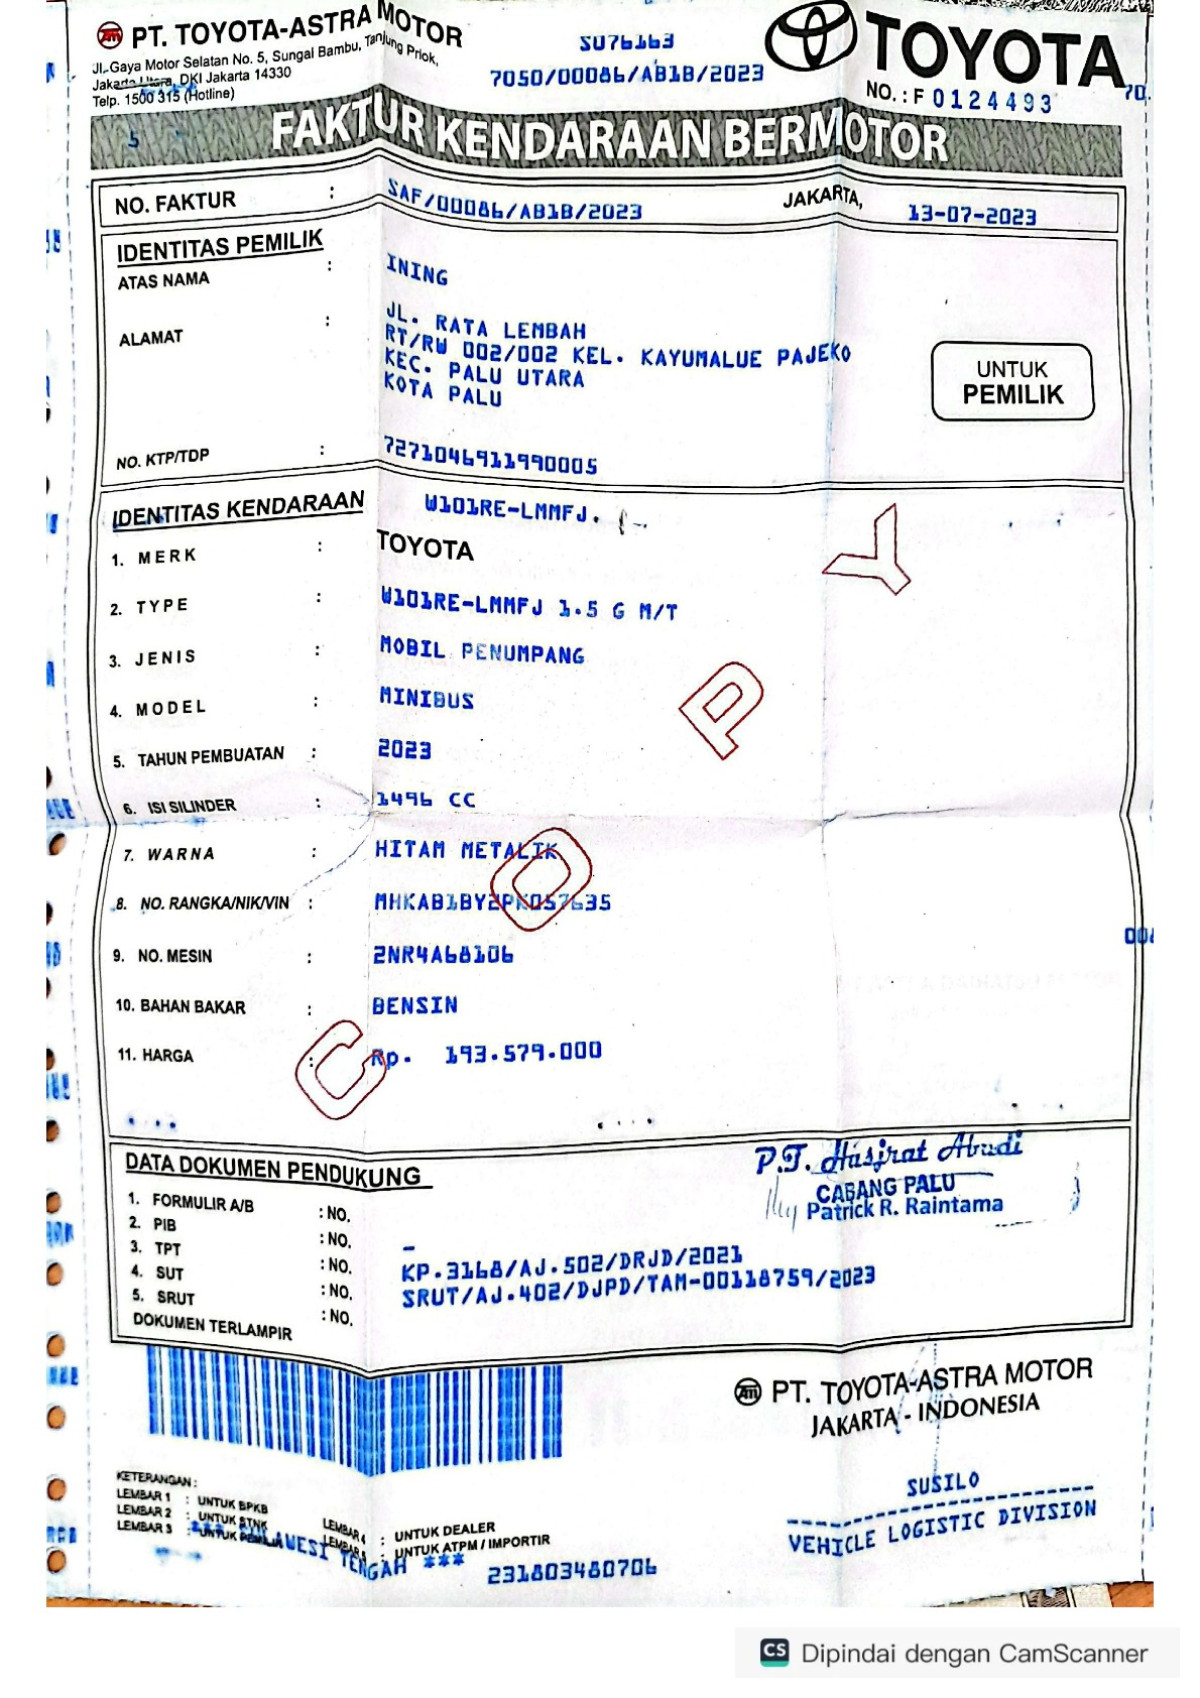 PT. TOYOTA-ASTRA MOTOR
JL. Gaya Motor Selatan No. 5, Sungai Bambu, Tanjung Priok,
Jakarta Utara, DKI Jakarta 14330
Telp. 1500 315 (Hotline)
SU76163
7050/00086/AB1B/2023
TOYOTA
NO. : F 0124493
70.
5
FAKTUR KENDARAAN BERMOTOR
NO. FAKTUR : SAF/00086/AB1B/2023 JAKARTA, 13-07-2023
IDENTITAS PEMILIK
ATAS NAMA : INING
ALAMAT : JL. RATA LEMBAH
RT/RW 002/002 KEL. KAYUMALUE PAJEKO
KEC. PALU UTARA
KOTA PALU
UNTUK
PEMILIK
NO. KTP/TDP : 7271046911990005
IDENTITAS KENDARAAN W101RE-LMMFJ.
1. MERK : TOYOTA
2. TYPE : W101RE-LMMFJ 1.5 G M/T
3. JENIS : MOBIL PENUMPANG
4. MODEL : MINIBUS
5. TAHUN PEMBUATAN : 2023
6. ISI SILINDER : 1496 CC
7. WARNA : HITAM METALIK
8. NO. RANGKA/NIK/VIN : MHKAB1BY2PK057635
9. NO. MESIN : 2NR4A68106
10. BAHAN BAKAR : BENSIN
11. HARGA : Rp. 193.579.000
COPY
DATA DOKUMEN PENDUKUNG
1. FORMULIR A/B : NO.
2. PIB : NO.
3. TPT : NO. –
4. SUT : NO. KP.3168/AJ.502/DRJD/2021
5. SRUT : NO. SRUT/AJ.402/DJPD/TAM-00118759/2023
DOKUMEN TERLAMPIR
P.T. Hasjrat Abadi
CABANG PALU
Patrick R. Raintama
PT. TOYOTA-ASTRA MOTOR
JAKARTA - INDONESIA
SUSILO
VEHICLE LOGISTIC DIVISION
KETERANGAN :
LEMBAR 1 : UNTUK BPKB
LEMBAR 2 : UNTUK STNK
LEMBAR 3 : UNTUK PEMILIK
LEMBAR 4 : UNTUK DEALER
LEMBAR 5 : UNTUK ATPM / IMPORTIR
*** SULAWESI TENGAH ***
231803480706
CS Dipindai dengan CamScanner